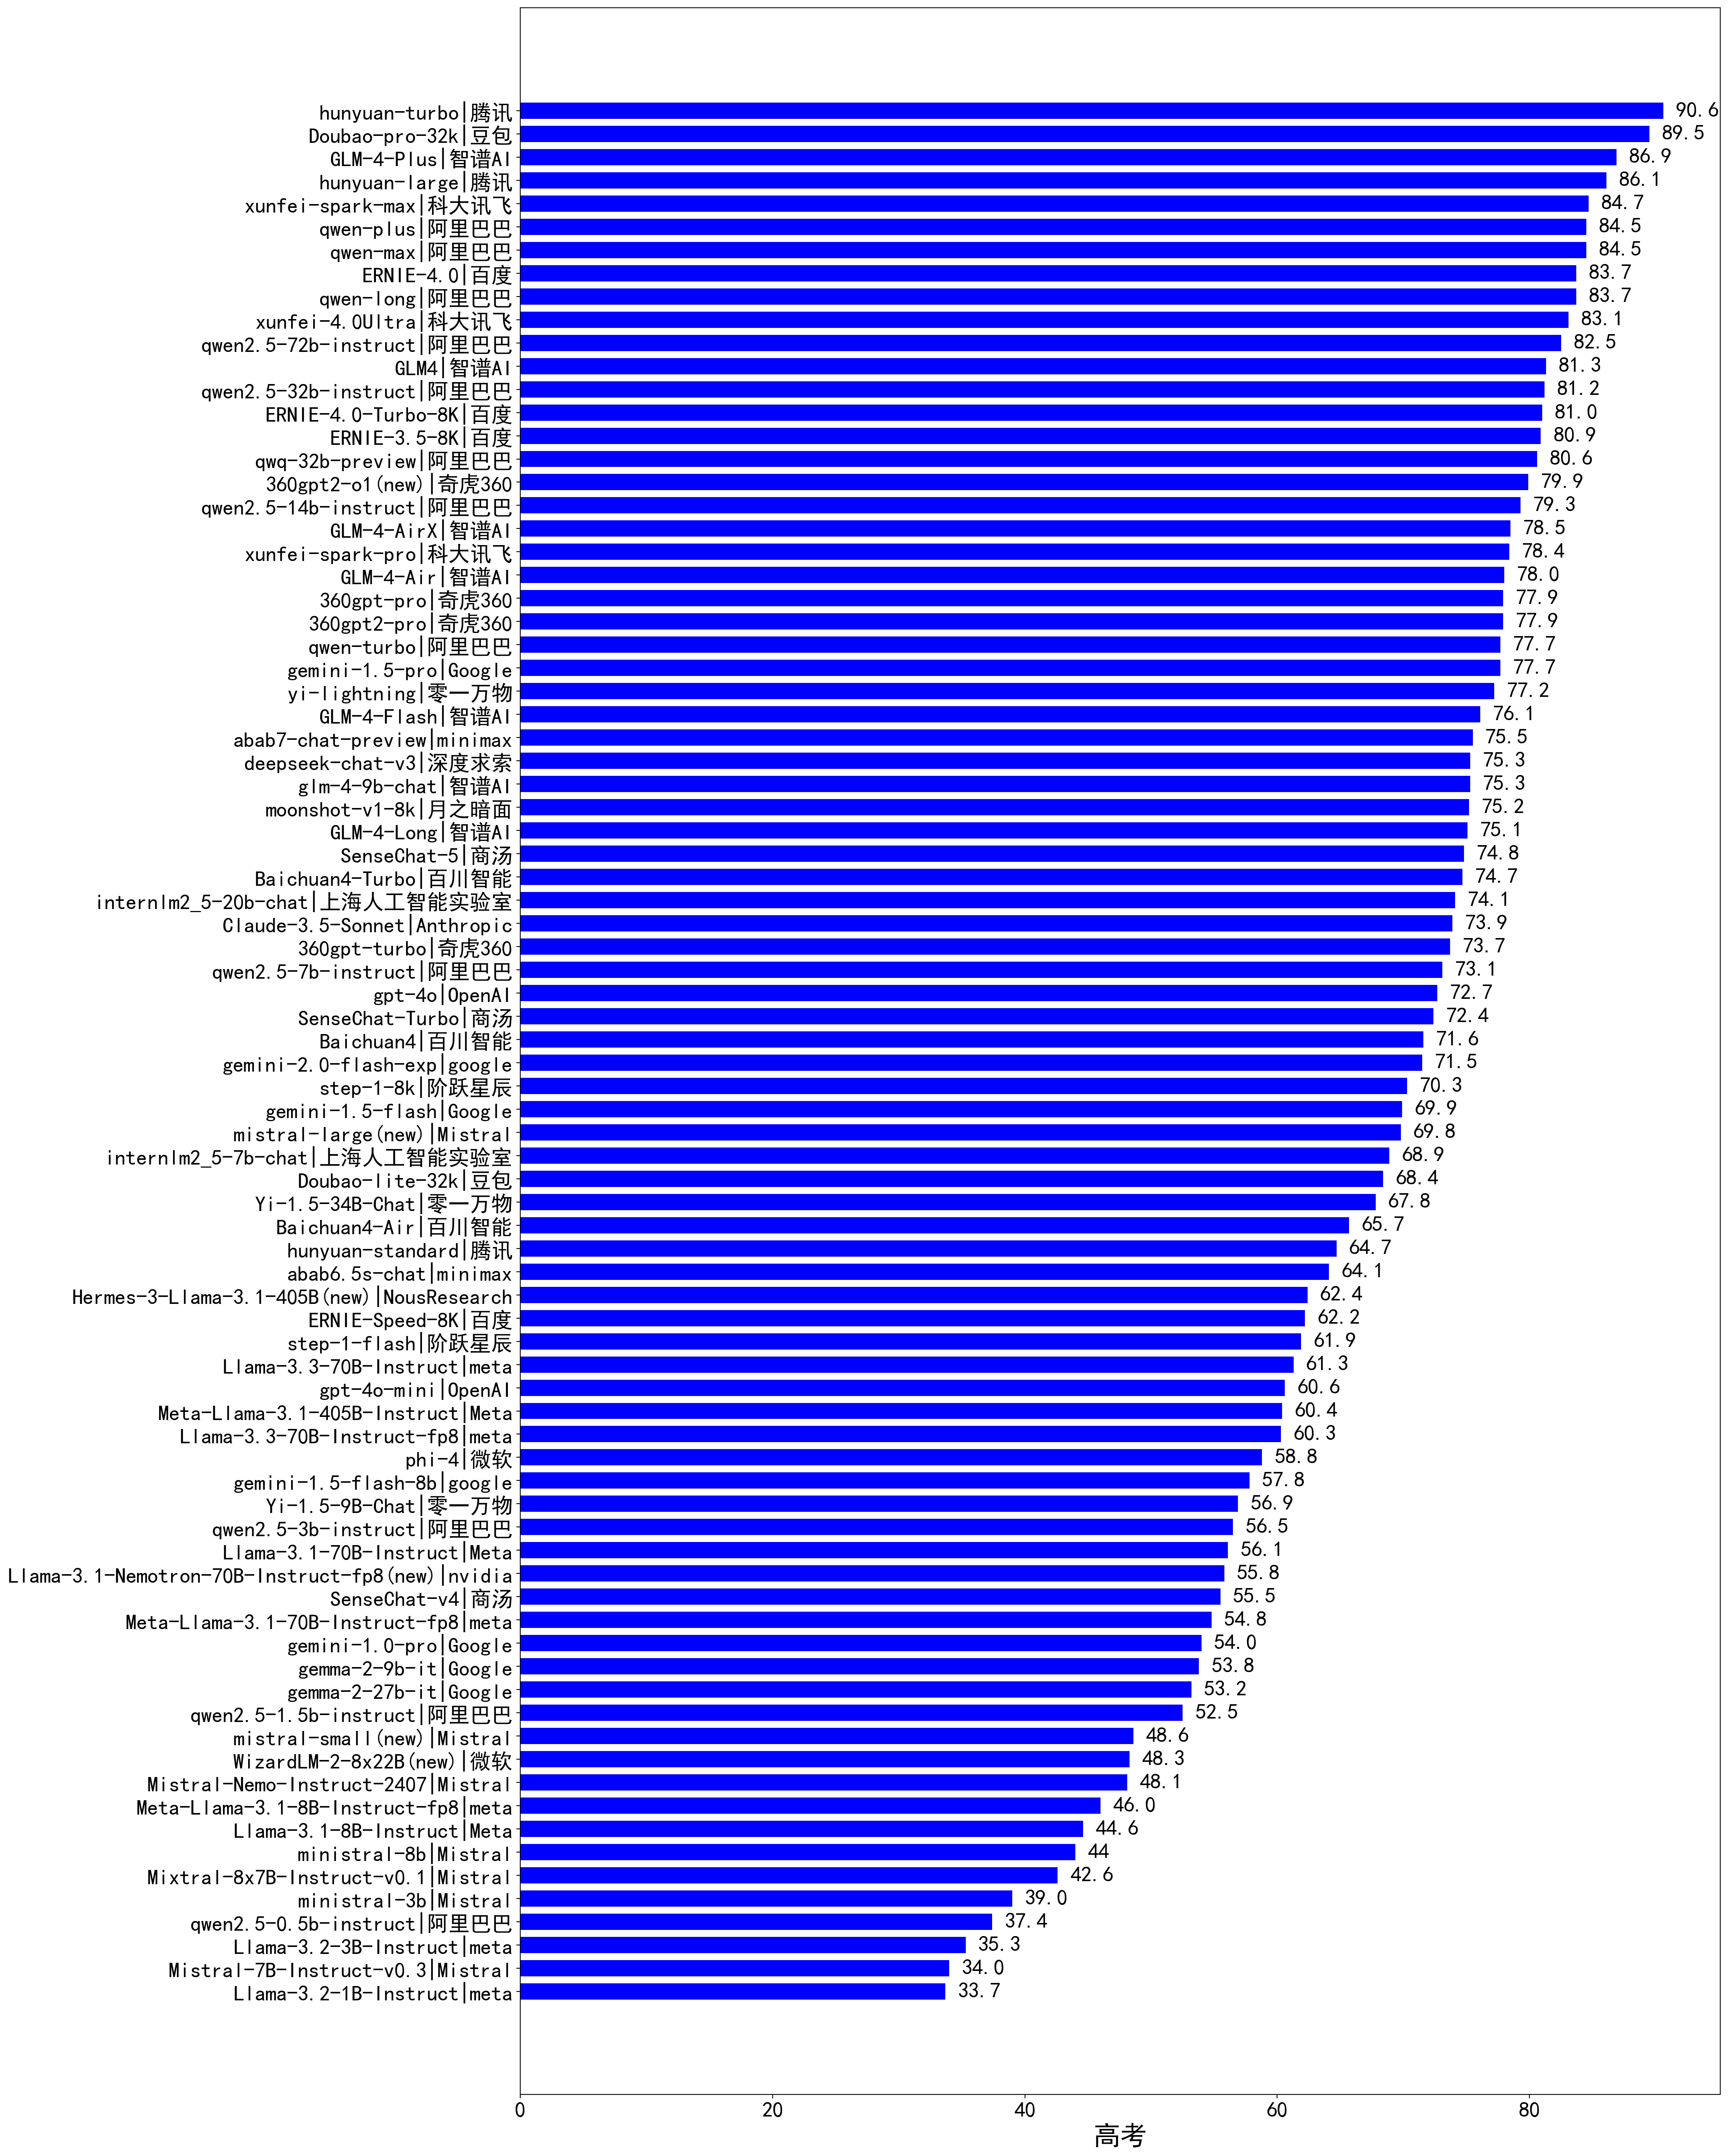 hunyuan-turbo|腾讯 90.6
Doubao-pro-32k|豆包 89.5
GLM-4-Plus|智谱AI 86.9
hunyuan-large|腾讯 86.1
xunfei-spark-max|科大讯飞 84.7
qwen-plus|阿里巴巴 84.5
qwen-max|阿里巴巴 84.5
ERNIE-4.0|百度 83.7
qwen-long|阿里巴巴 83.7
xunfei-4.0Ultra|科大讯飞 83.1
qwen2.5-72b-instruct|阿里巴巴 82.5
GLM4|智谱AI 81.3
qwen2.5-32b-instruct|阿里巴巴 81.2
ERNIE-4.0-Turbo-8K|百度 81.0
ERNIE-3.5-8K|百度 80.9
qwq-32b-preview|阿里巴巴 80.6
360gpt2-o1(new)|奇虎360 79.9
qwen2.5-14b-instruct|阿里巴巴 79.3
GLM-4-AirX|智谱AI 78.5
xunfei-spark-pro|科大讯飞 78.4
GLM-4-Air|智谱AI 78.0
360gpt-pro|奇虎360 77.9
360gpt2-pro|奇虎360 77.9
qwen-turbo|阿里巴巴 77.7
gemini-1.5-pro|Google 77.7
yi-lightning|零一万物 77.2
GLM-4-Flash|智谱AI 76.1
abab7-chat-preview|minimax 75.5
deepseek-chat-v3|深度求索 75.3
glm-4-9b-chat|智谱AI 75.3
moonshot-v1-8k|月之暗面 75.2
GLM-4-Long|智谱AI 75.1
SenseChat-5|商汤 74.8
Baichuan4-Turbo|百川智能 74.7
internlm2_5-20b-chat|上海人工智能实验室 74.1
Claude-3.5-Sonnet|Anthropic 73.9
360gpt-turbo|奇虎360 73.7
qwen2.5-7b-instruct|阿里巴巴 73.1
gpt-4o|OpenAI 72.7
SenseChat-Turbo|商汤 72.4
Baichuan4|百川智能 71.6
gemini-2.0-flash-exp|google 71.5
step-1-8k|阶跃星辰 70.3
gemini-1.5-flash|Google 69.9
mistral-large(new)|Mistral 69.8
internlm2_5-7b-chat|上海人工智能实验室 68.9
Doubao-lite-32k|豆包 68.4
Yi-1.5-34B-Chat|零一万物 67.8
Baichuan4-Air|百川智能 65.7
hunyuan-standard|腾讯 64.7
abab6.5s-chat|minimax 64.1
Hermes-3-Llama-3.1-405B(new)|NousResearch 62.4
ERNIE-Speed-8K|百度 62.2
step-1-flash|阶跃星辰 61.9
Llama-3.3-70B-Instruct|meta 61.3
gpt-4o-mini|OpenAI 60.6
Meta-Llama-3.1-405B-Instruct|Meta 60.4
Llama-3.3-70B-Instruct-fp8|meta 60.3
phi-4|微软 58.8
gemini-1.5-flash-8b|google 57.8
Yi-1.5-9B-Chat|零一万物 56.9
qwen2.5-3b-instruct|阿里巴巴 56.5
Llama-3.1-70B-Instruct|Meta 56.1
Llama-3.1-Nemotron-70B-Instruct-fp8(new)|nvidia 55.8
SenseChat-v4|商汤 55.5
Meta-Llama-3.1-70B-Instruct-fp8|meta 54.8
gemini-1.0-pro|Google 54.0
gemma-2-9b-it|Google 53.8
gemma-2-27b-it|Google 53.2
qwen2.5-1.5b-instruct|阿里巴巴 52.5
mistral-small(new)|Mistral 48.6
WizardLM-2-8x22B(new)|微软 48.3
Mistral-Nemo-Instruct-2407|Mistral 48.1
Meta-Llama-3.1-8B-Instruct-fp8|meta 46.0
Llama-3.1-8B-Instruct|Meta 44.6
ministral-8b|Mistral 44
Mixtral-8x7B-Instruct-v0.1|Mistral 42.6
ministral-3b|Mistral 39.0
qwen2.5-0.5b-instruct|阿里巴巴 37.4
Llama-3.2-3B-Instruct|meta 35.3
Mistral-7B-Instruct-v0.3|Mistral 34.0
Llama-3.2-1B-Instruct|meta 33.7
0 20 40 60 80
高考